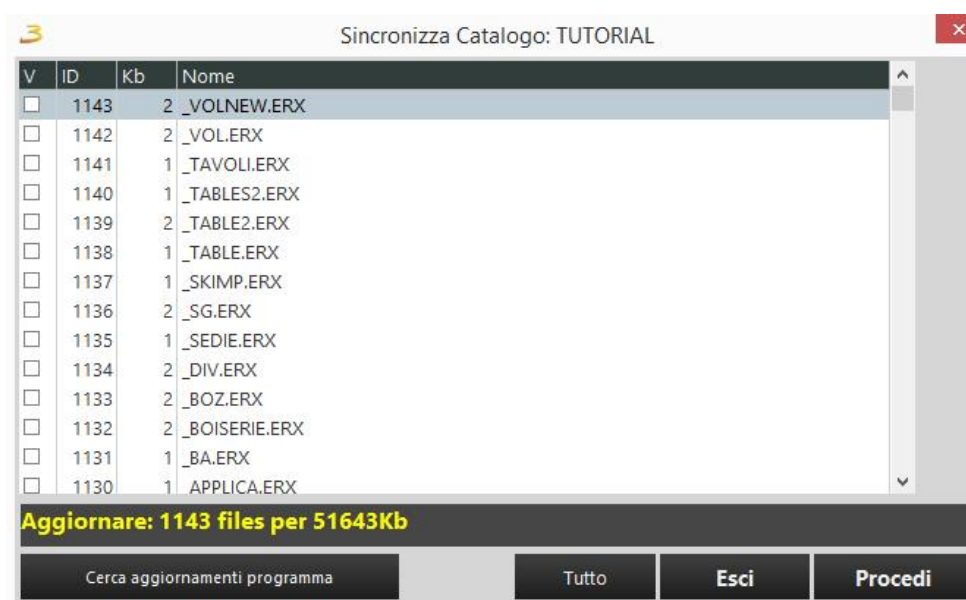 Sincronizza Catalogo: TUTORIAL
V ID Kb Nome
1143 2 _VOLNEW.ERX
1142 2 _VOL.ERX
1141 1 _TAVOLI.ERX
1140 1 _TABLES2.ERX
1139 2 _TABLE2.ERX
1138 1 _TABLE.ERX
1137 1 _SKIMP.ERX
1136 2 _SG.ERX
1135 1 _SEDIE.ERX
1134 2 _DIV.ERX
1133 2 _BOZ.ERX
1132 2 _BOISERIE.ERX
1131 1 _BA.ERX
1130 1 _APPLICA.ERX
Aggiornare: 1143 files per 51643Kb
Cerca aggiornamenti programma Tutto Esci Procedi